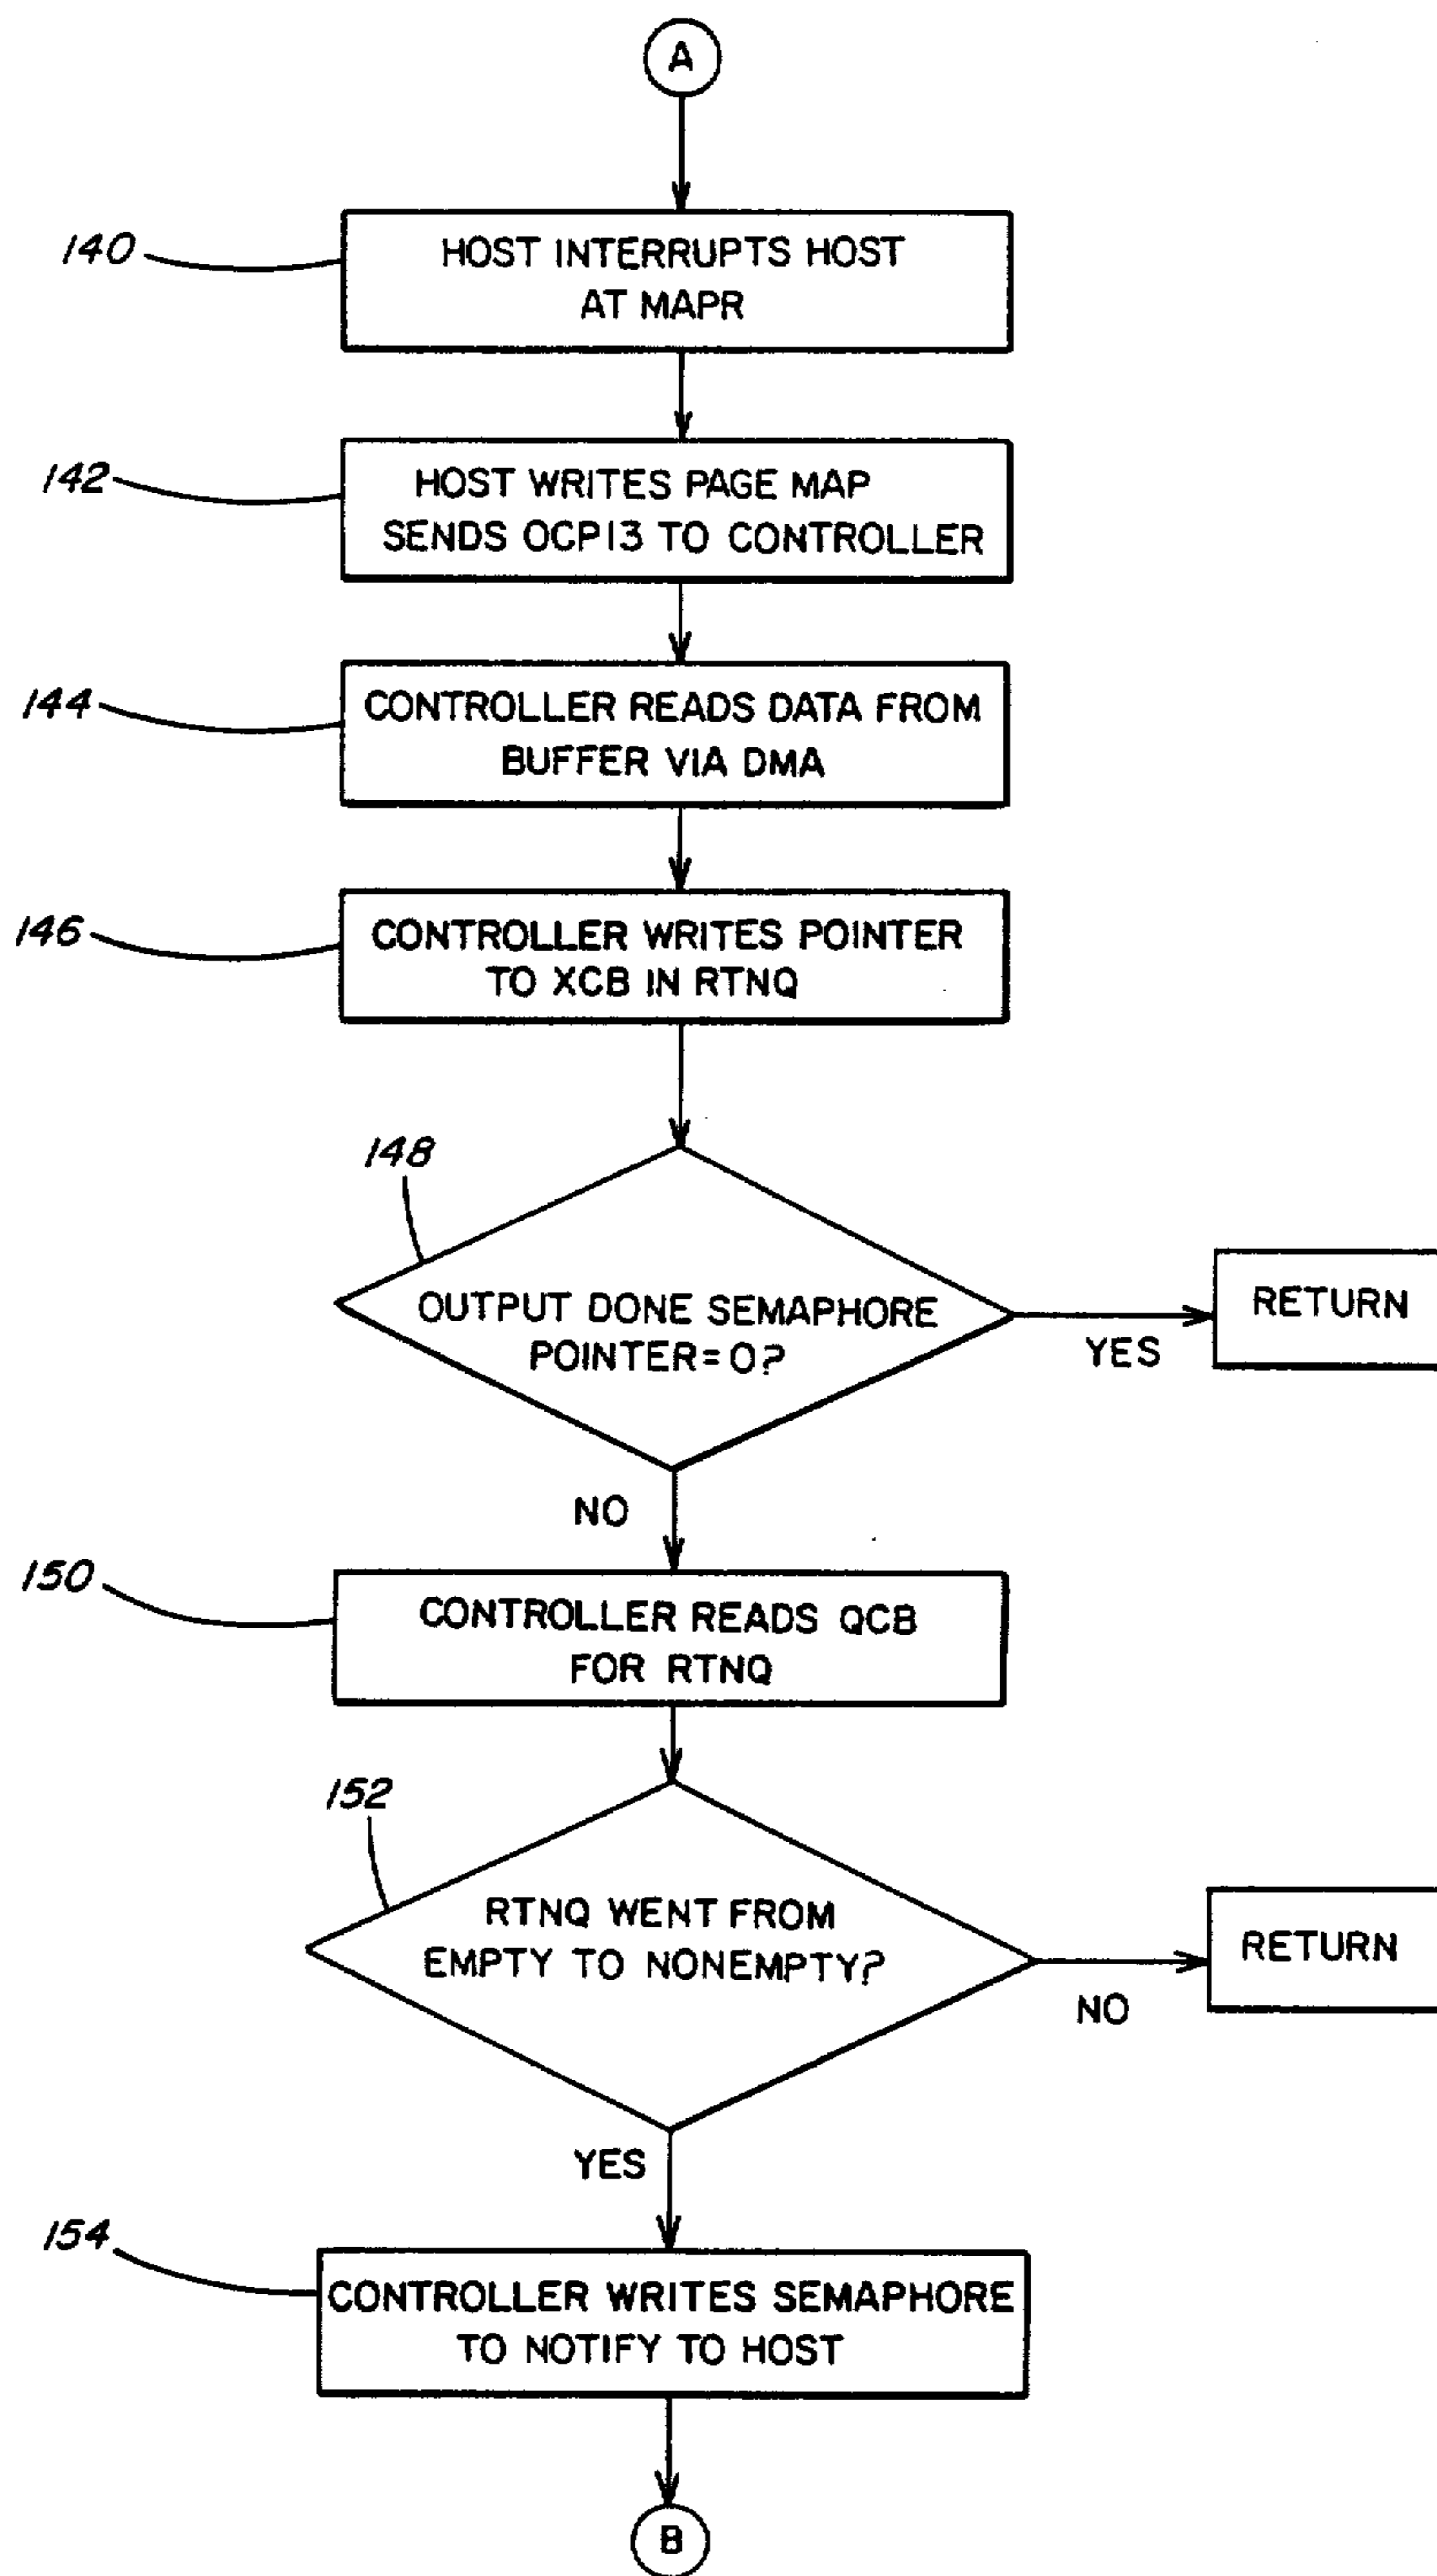 A
140
HOST INTERRUPTS HOST
AT MAPR
142
HOST WRITES PAGE MAP
SENDS OCP13 TO CONTROLLER
144
CONTROLLER READS DATA FROM
BUFFER VIA DMA
146
CONTROLLER WRITES POINTER
TO XCB IN RTNQ
148
OUTPUT DONE SEMAPHORE
POINTER=0?
YES
RETURN
NO
150
CONTROLLER READS QCB
FOR RTNQ
152
RTNQ WENT FROM
EMPTY TO NONEMPTY?
NO
RETURN
YES
154
CONTROLLER WRITES SEMAPHORE
TO NOTIFY TO HOST
B